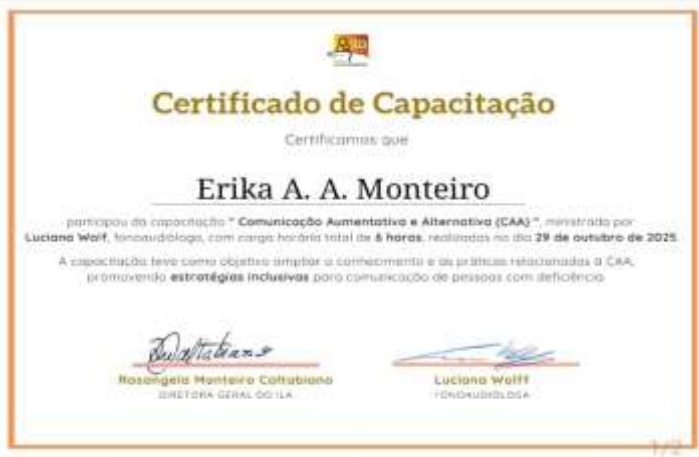 Certificado de Capacitação
Certificamos que
Erika A. A. Monteiro
participou da capacitação " Comunicação Aumentativa e Alternativa (CAA) ", ministrada por
Luciana Wolff, fonoaudióloga, com carga horária total de 6 horas, realizadas no dia 29 de outubro de 2025
A capacitação teve como objetivo ampliar o conhecimento e as práticas relacionadas à CAA,
promovendo estratégias inclusivas para comunicação de pessoas com deficiência
Rosangela Monteiro Caltabiano
Luciana Wolff
DIRETORA GERAL DO ILA
FONOAUDIÓLOGA
1/2